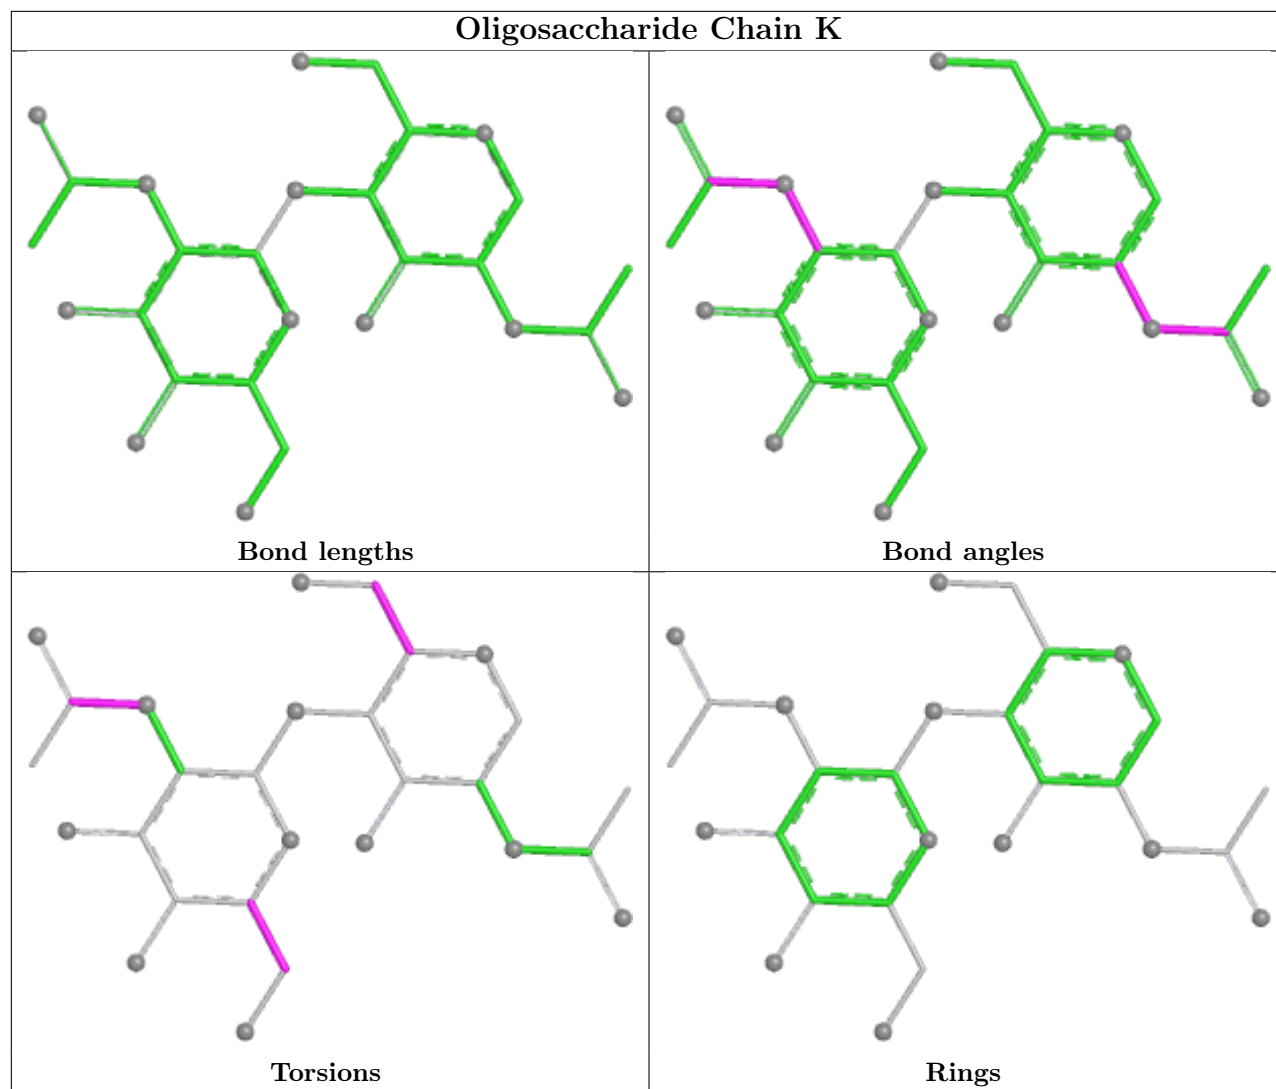 Oligosaccharide Chain K
Bond lengths
Bond angles
Torsions
Rings